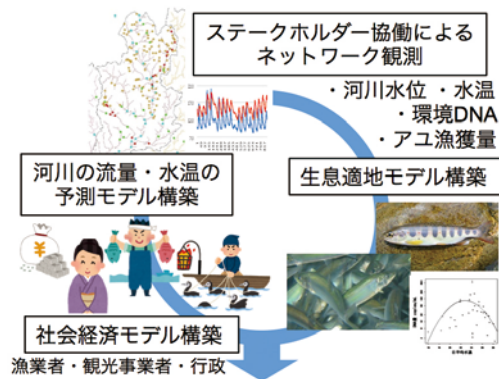 ステークホルダー協働による
ネットワーク観測
・河川水位 ・水温
・環境DNA
・アユ漁獲量
河川の流量・水温の
予測モデル構築
生息適地モデル構築
¥
社会経済モデル構築
漁業者・観光事業者・行政